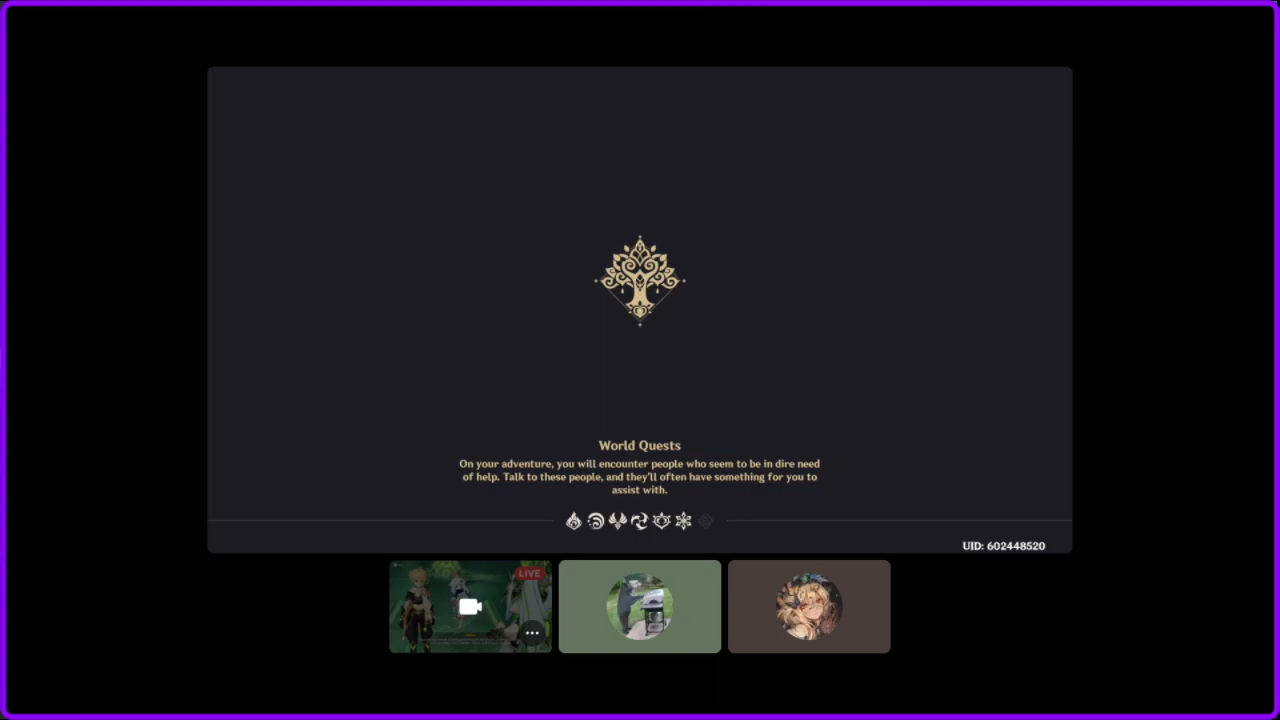 World Quests
On your adventure, you will encounter people who seem to be in dire need
of help. Talk to these people, and they'll often have something for you to
assist with.
UID: 602448520
LIVE